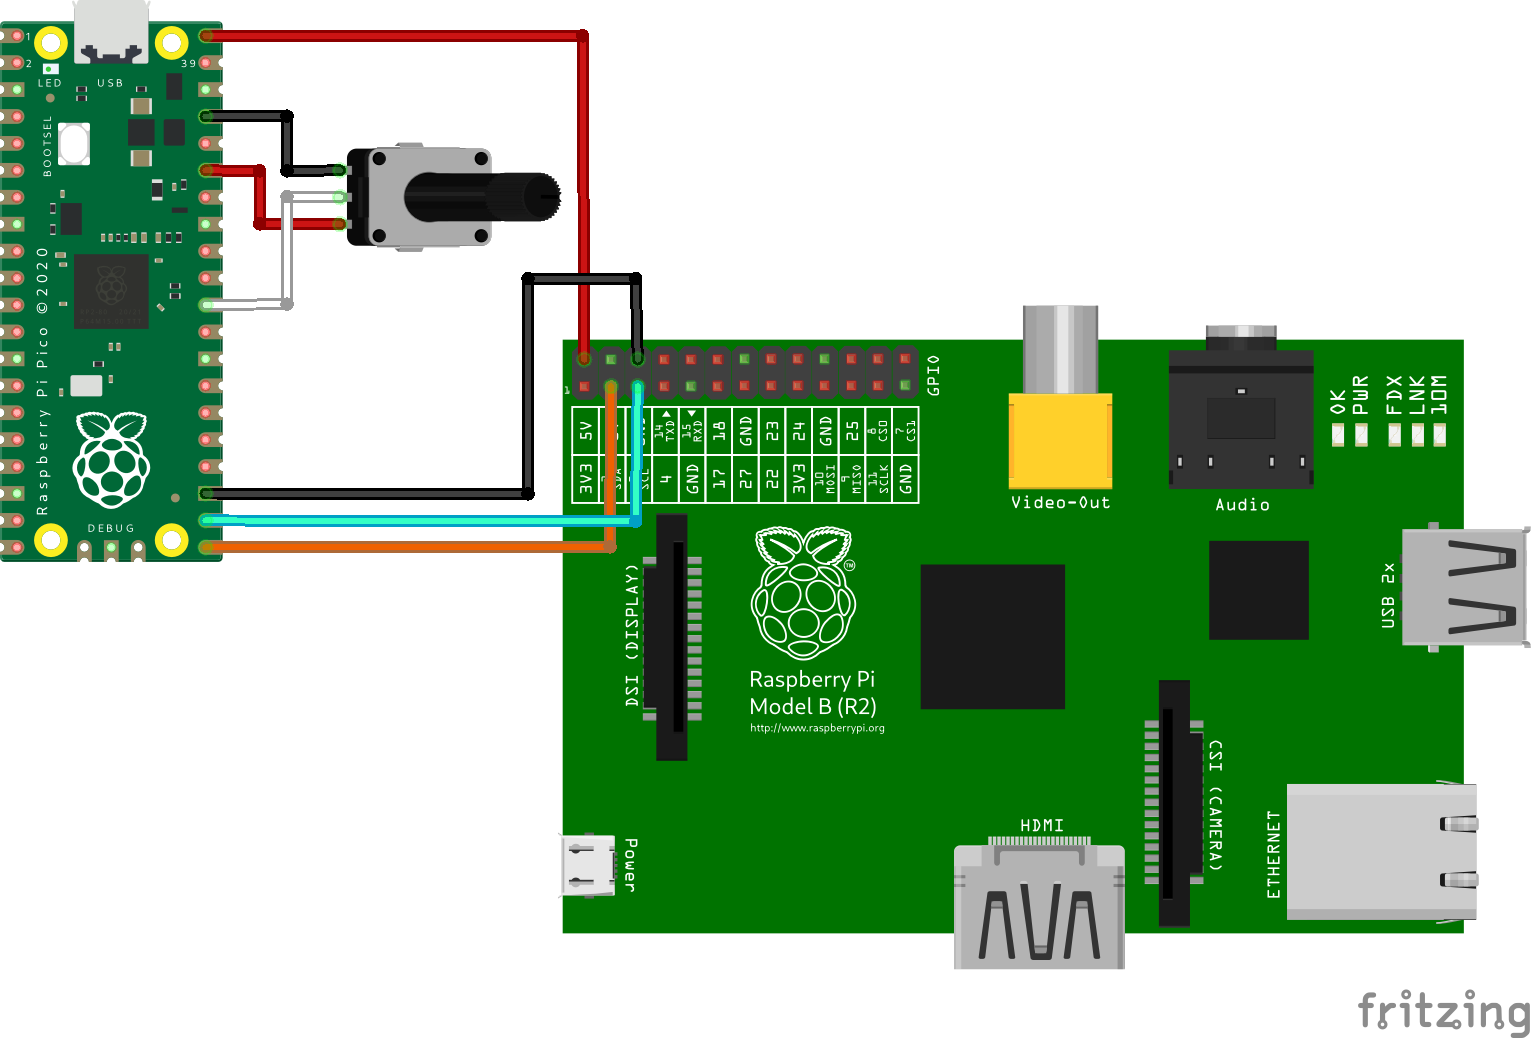 1
2
39
LED
USB
BOOTSEL
Raspberry Pi Pico ©2020
DEBUG
1
GPIO
5V
14
TXD
15
RXD
18
GND
23
24
GND
25
8
CS0
7
CS1
3V3
SDA
SCL
4
GND
17
27
22
3V3
10
MOSI
9
MISO
11
SCLK
GND
Video-Out
Audio
OK
PWR
FDX
LNK
10M
USB 2x
DSI (DISPLAY)
TM
Raspberry Pi
Model B (R2)
http://www.raspberrypi.org
CSI (CAMERA)
Power
HDMI
ETHERNET
fritzing